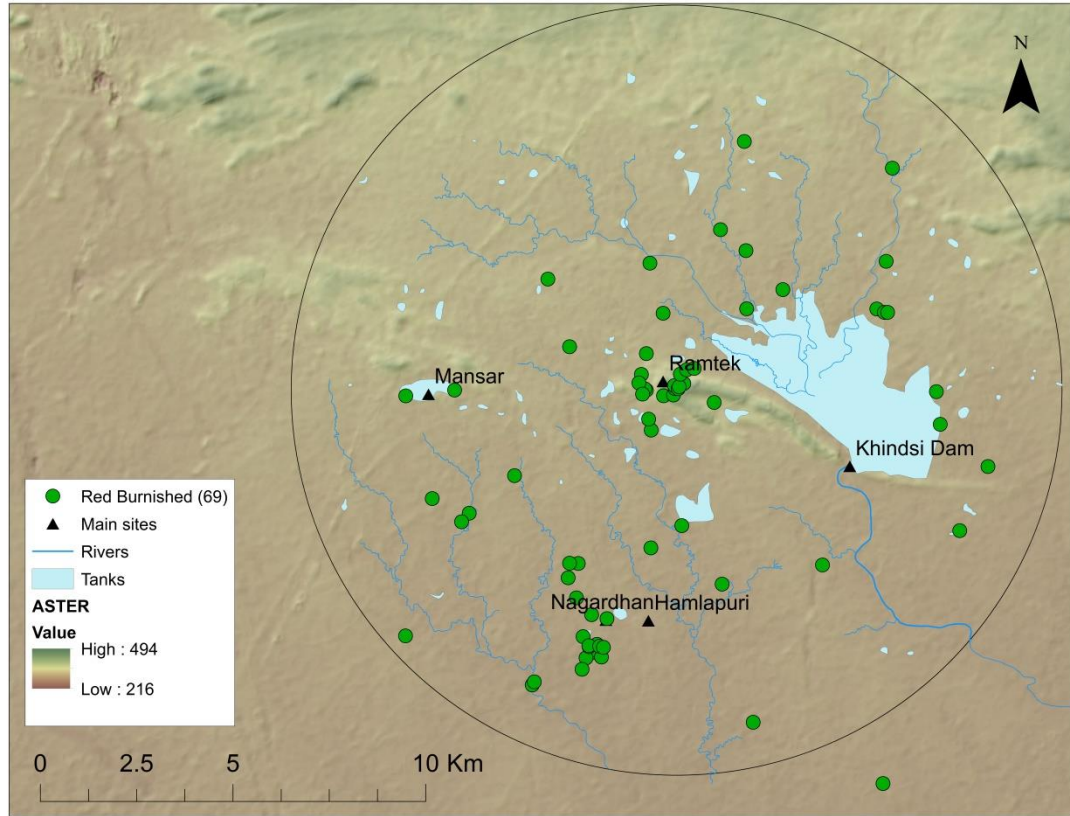 N
Ramtek
Mansar
Khindsi Dam
NagardhanHamlapuri
Red Burnished (69)
Main sites
Rivers
Tanks
ASTER
Value
High : 494
Low : 216
0 2.5 5 10 Km